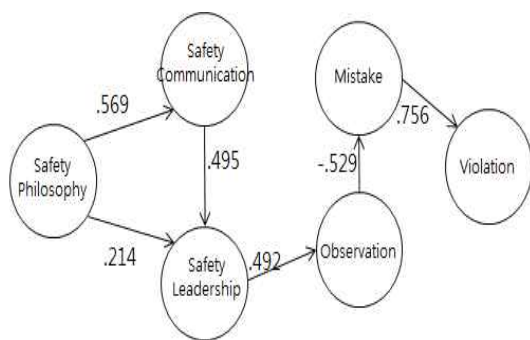 Safety
Communication
Mistake
.569
.756
Safety
Philosophy
.495
-.529
Violation
.214
Safety
Leadership
.492
Observation